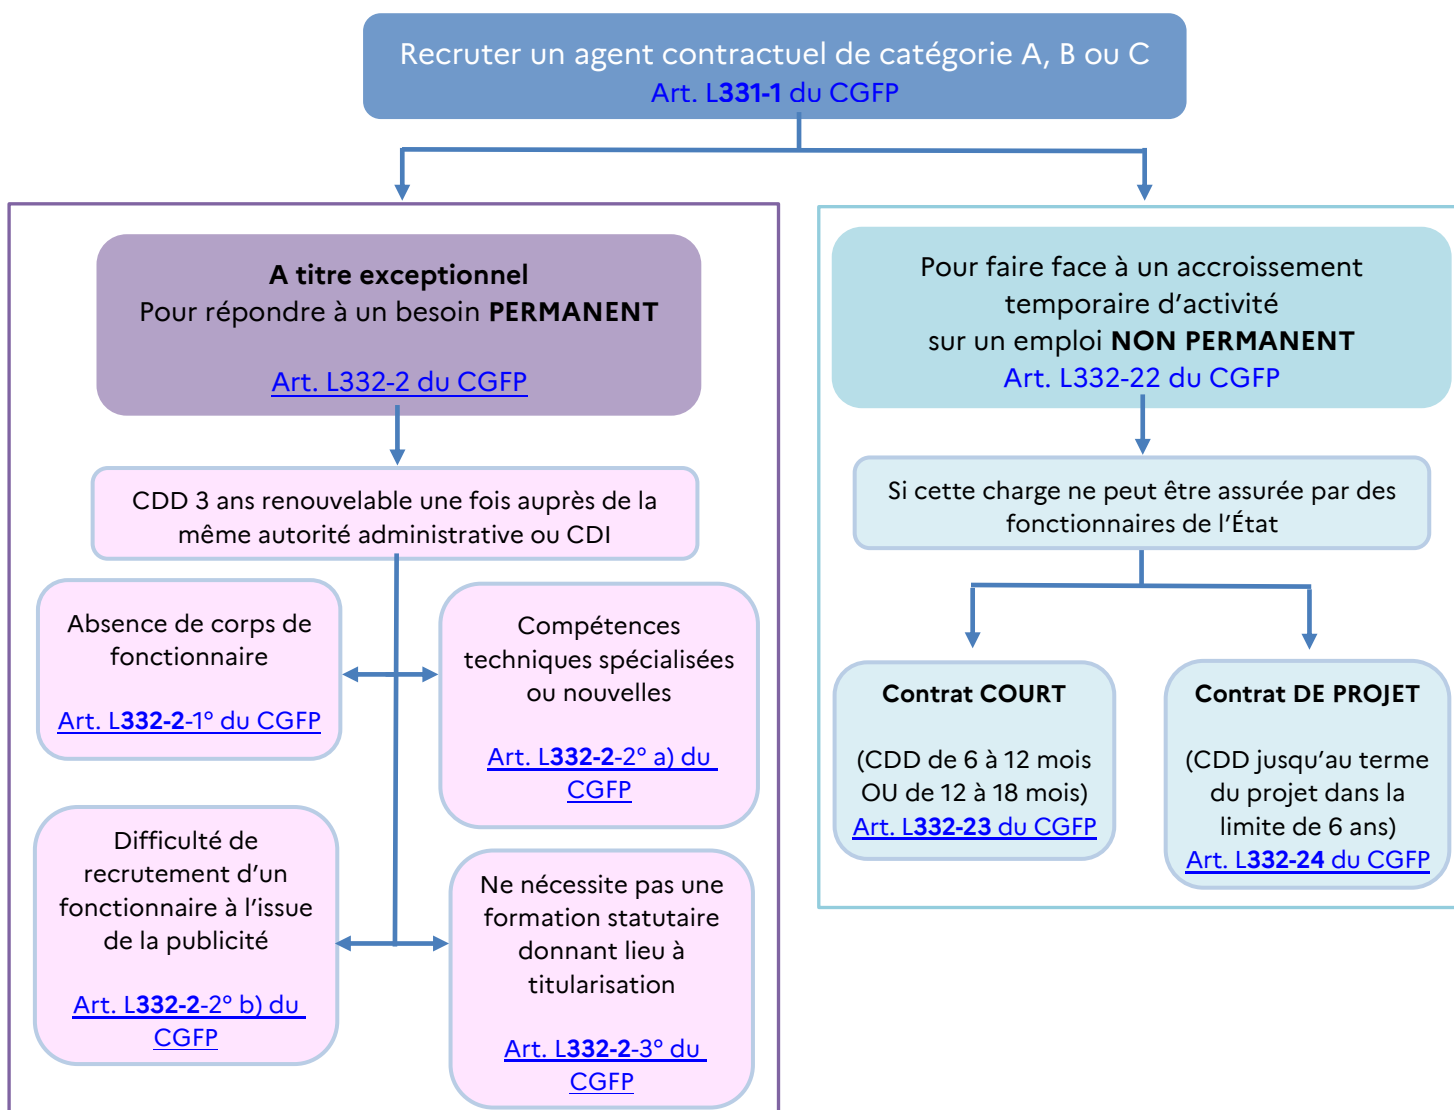 Recruter un agent contractuel de catégorie A, B ou C
Art. L331-1 du CGFP
A titre exceptionnel
Pour répondre à un besoin PERMANENT
Art. L332-2 du CGFP
CDD 3 ans renouvelable une fois auprès de la
même autorité administrative ou CDI
Absence de corps de
fonctionnaire
Art. L332-2-1° du CGFP
Compétences
techniques spécialisées
ou nouvelles
Art. L332-2-2° a) du
CGFP
Difficulté de
recrutement d’un
fonctionnaire à l’issue
de la publicité
Art. L332-2-2° b) du
CGFP
Ne nécessite pas une
formation statutaire
donnant lieu à
titularisation
Art. L332-2-3° du
CGFP
Pour faire face à un accroissement
temporaire d’activité
sur un emploi NON PERMANENT
Art. L332-22 du CGFP
Si cette charge ne peut être assurée par des
fonctionnaires de l’État
Contrat COURT
(CDD de 6 à 12 mois
OU de 12 à 18 mois)
Art. L332-23 du CGFP
Contrat DE PROJET
(CDD jusqu’au terme
du projet dans la
limite de 6 ans)
Art. L332-24 du CGFP